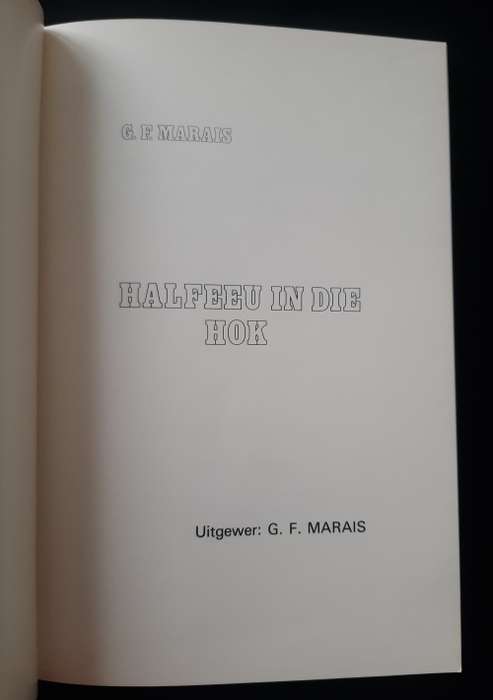 G. F. MARAIS
HALFEEU IN DIE
HOK
Uitgewer: G. F. MARAIS